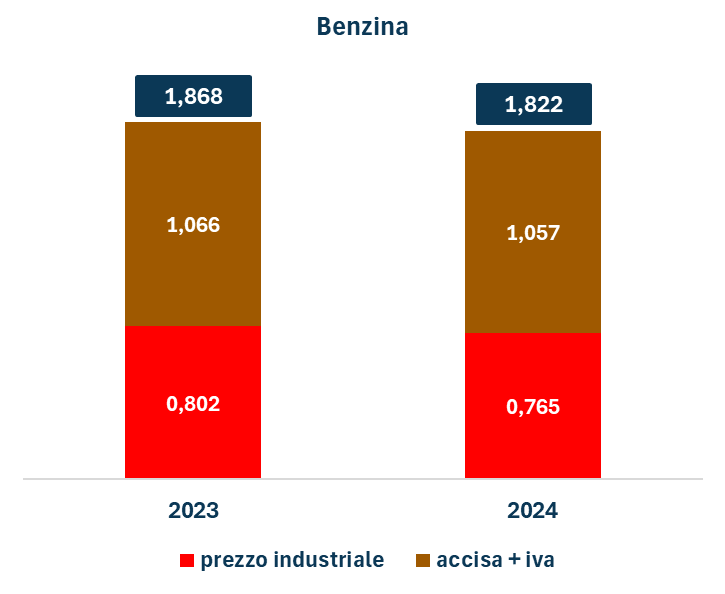 Benzina
1,868
1,822
1,066
1,057
0,802
0,765
2023
2024
prezzo industriale
accisa + iva